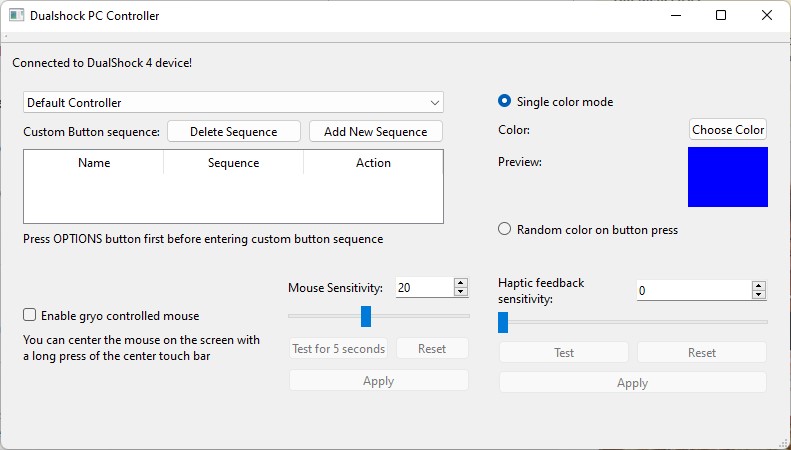 Dualshock PC Controller
Connected to DualShock 4 device!
Default Controller
Custom Button sequence:
Delete Sequence
Add New Sequence
Name
Sequence
Action
Press OPTIONS button first before entering custom button sequence
Single color mode
Color:
Choose Color
Preview:
Random color on button press
Enable gryo controlled mouse
You can center the mouse on the screen with
a long press of the center touch bar
Mouse Sensitivity:
20
Test for 5 seconds
Reset
Apply
Haptic feedback
sensitivity:
0
Test
Reset
Apply